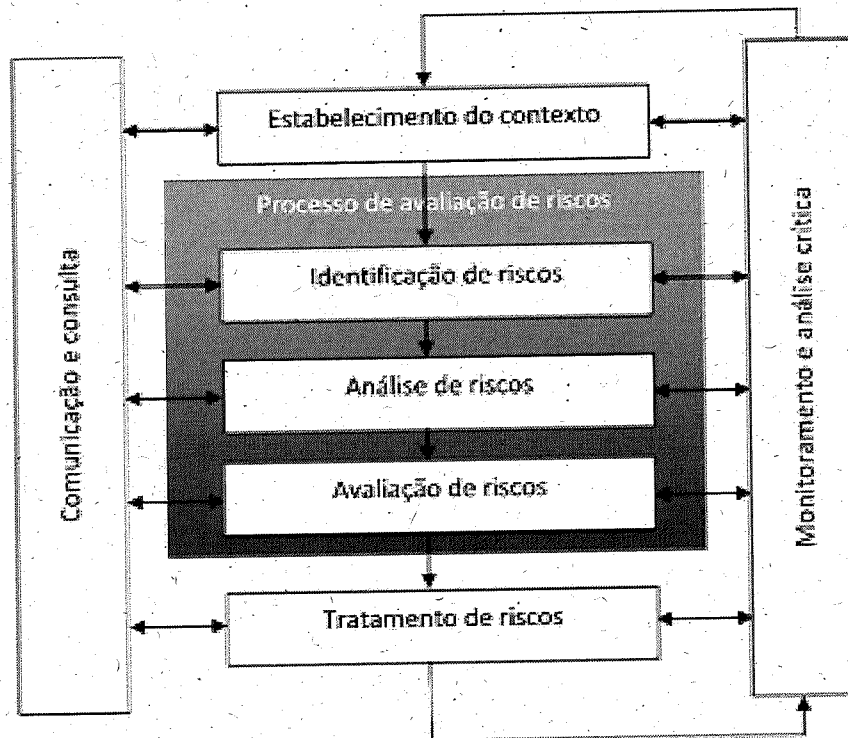 Estabelecimento do contexto
Processo de avaliação de riscos
Identificação de riscos
Análise de riscos
Avaliação de riscos
Tratamento de riscos
Comunicação e consulta
Monitoramento e análise crítica